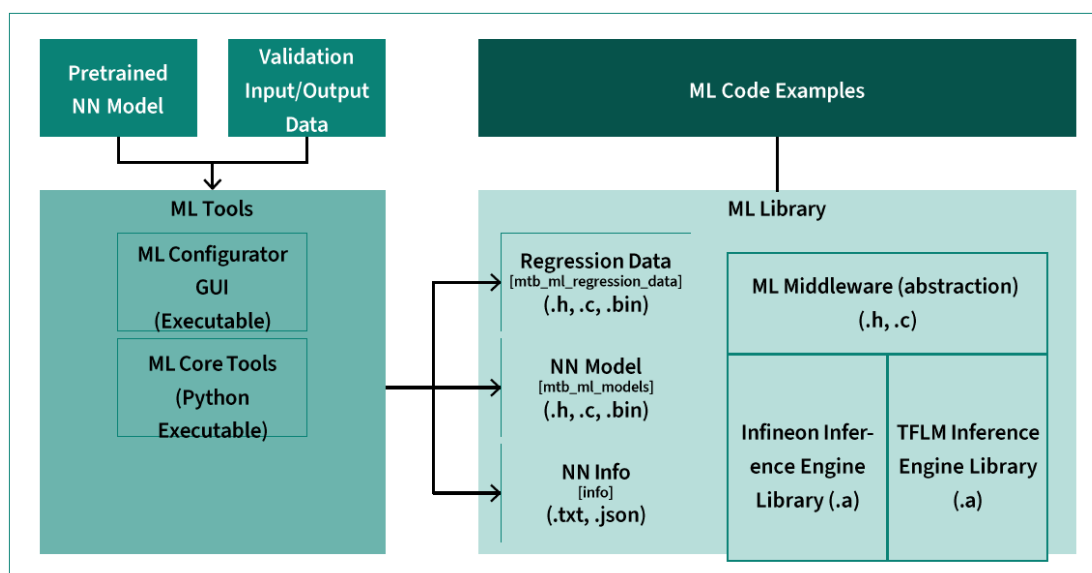 Pretrained
NN Model
Validation
Input/Output
Data
ML Code Examples
ML Tools
ML Configurator
GUI
(Executable)
ML Core Tools
(Python
Executable)
ML Library
Regression Data
[mtb_ml_regression_data]
(.h, .c, .bin)
NN Model
[mtb_ml_models]
(.h, .c, .bin)
NN Info
[info]
(.txt, .json)
ML Middleware (abstraction)
(.h, .c)
Infineon Infer-
ence Engine
Library (.a)
TFLM Inference
Engine Library
(.a)